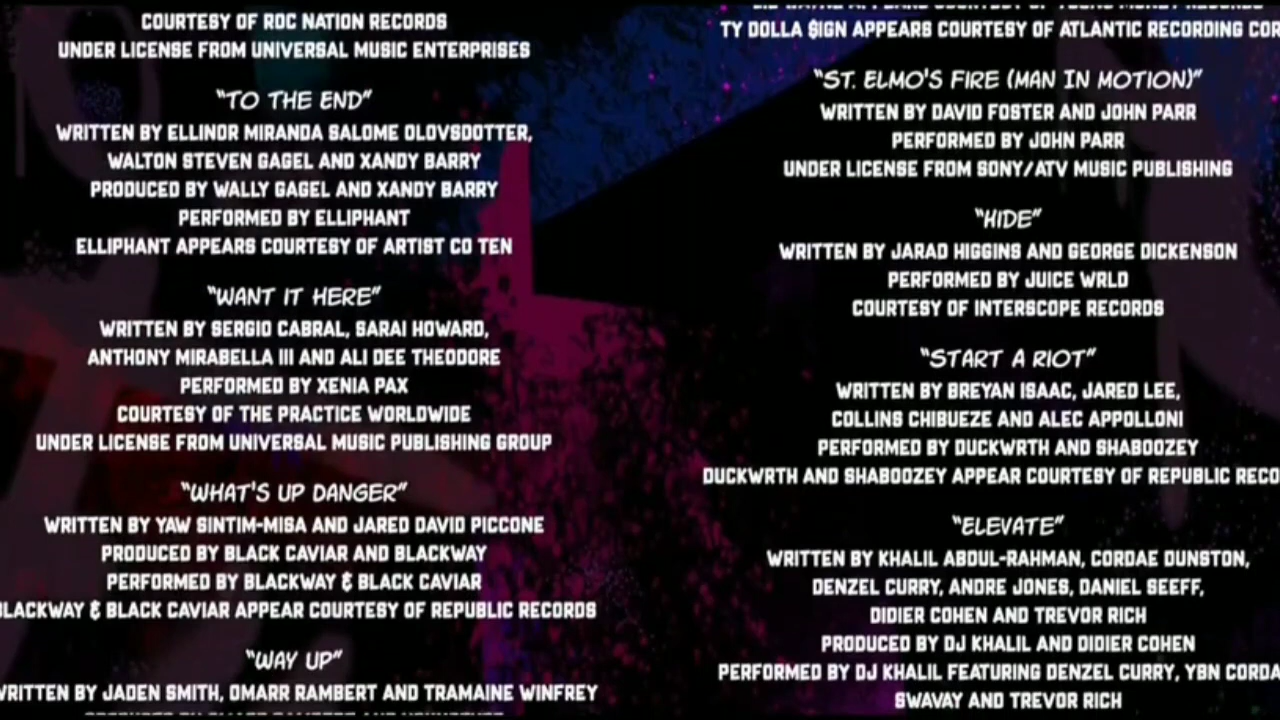 COURTESY OF ROC NATION RECORDS
UNDER LICENSE FROM UNIVERSAL MUSIC ENTERPRISES
"TO THE END"
WRITTEN BY ELLINOR MIRANDA SALOME OLOVSDOTTER,
WALTON STEVEN GAGEL AND XANDY BARRY
PRODUCED BY WALLY GAGEL AND XANDY BARRY
PERFORMED BY ELLIPHANT
ELLIPHANT APPEARS COURTESY OF ARTIST CO TEN
"WANT IT HERE"
WRITTEN BY SERGIO CABRAL, SARAI HOWARD,
ANTHONY MIRABELLA III AND ALI DEE THEODORE
PERFORMED BY XENIA PAX
COURTESY OF THE PRACTICE WORLDWIDE
UNDER LICENSE FROM UNIVERSAL MUSIC PUBLISHING GROUP
"WHAT'S UP DANGER"
WRITTEN BY YAW SINTIM-MISA AND JARED DAVID PICCONE
PRODUCED BY BLACK CAVIAR AND BLACKWAY
PERFORMED BY BLACKWAY & BLACK CAVIAR
BLACKWAY & BLACK CAVIAR APPEAR COURTESY OF REPUBLIC RECORDS
"WAY UP"
WRITTEN BY JADEN SMITH, OMARR RAMBERT AND TRAMAINE WINFREY
TY DOLLA $IGN APPEARS COURTESY OF ATLANTIC RECORDING COR
"ST. ELMO'S FIRE (MAN IN MOTION)"
WRITTEN BY DAVID FOSTER AND JOHN PARR
PERFORMED BY JOHN PARR
UNDER LICENSE FROM SONY/ATV MUSIC PUBLISHING
"HIDE"
WRITTEN BY JARAD HIGGINS AND GEORGE DICKENSON
PERFORMED BY JUICE WRLD
COURTESY OF INTERSCOPE RECORDS
"START A RIOT"
WRITTEN BY BREYAN ISAAC, JARED LEE,
COLLINS CHIBUEZE AND ALEC APPOLLONI
PERFORMED BY DUCKWRTH AND SHABOOZEY
DUCKWRTH AND SHABOOZEY APPEAR COURTESY OF REPUBLIC RECO
"ELEVATE"
WRITTEN BY KHALIL ABDUL-RAHMAN, CORDAE DUNSTON,
DENZEL CURRY, ANDRE JONES, DANIEL SEEFF,
DIDIER COHEN AND TREVOR RICH
PRODUCED BY DJ KHALIL AND DIDIER COHEN
PERFORMED BY DJ KHALIL FEATURING DENZEL CURRY, YBN CORDA
SWAVAY AND TREVOR RICH